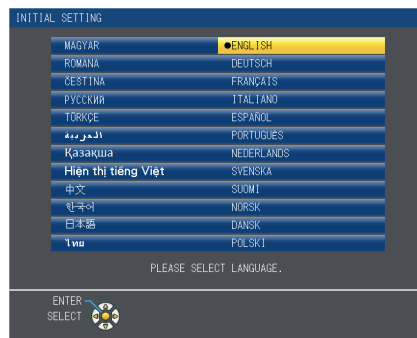 INITIAL SETTING
MAGYAR ●ENGLISH
ROMÂNA DEUTSCH
ČEŠTINA FRANÇAIS
РУССКИЙ ITALIANO
TÜRKÇE ESPAÑOL
العربية PORTUGUÊS
Қазақша NEDERLANDS
Hiện thị tiếng Việt SVENSKA
中文 SUOMI
한국어 NORSK
日本語 DANSK
ไทย POLSKI
PLEASE SELECT LANGUAGE.
ENTER
SELECT